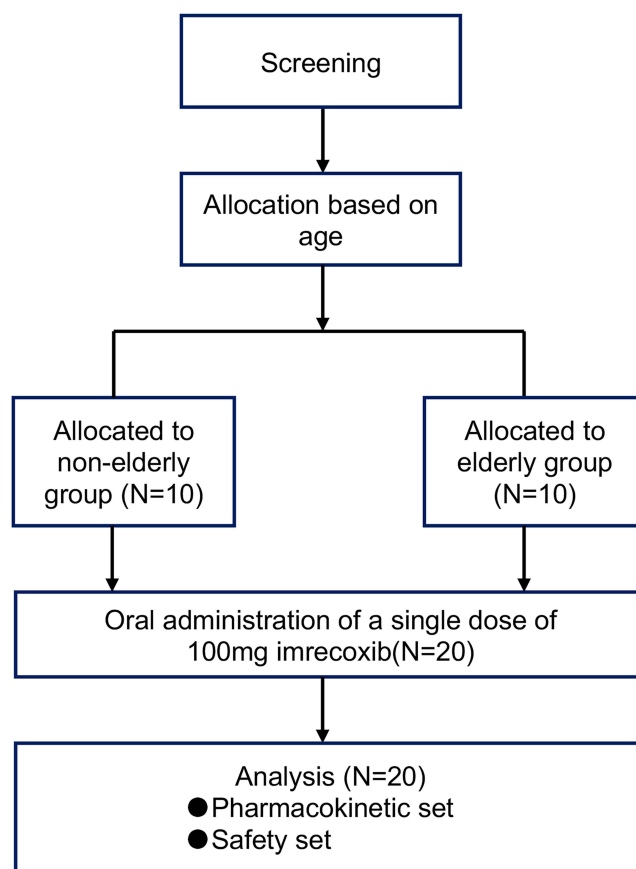 Screening
Allocation based on
age
Allocated to
non-elderly
group (N=10)
Allocated to
elderly group
(N=10)
Oral administration of a single dose of
100mg imrecoxib(N=20)
Analysis (N=20)
●Pharmacokinetic set
●Safety set